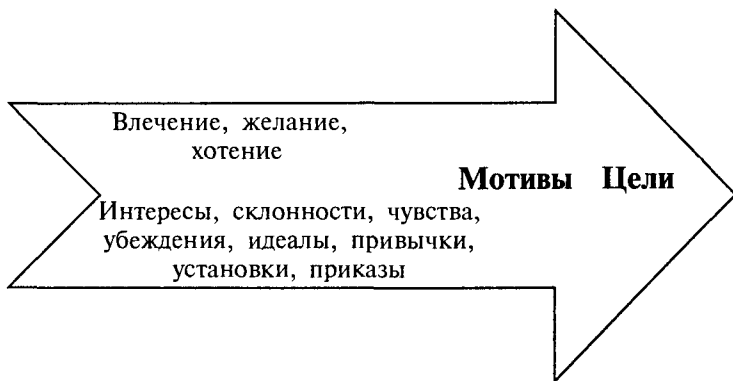 Влечение, желание,
хотение
Мотивы Цели
Интересы, склонности, чувства,
убеждения, идеалы, привычки,
установки, приказы